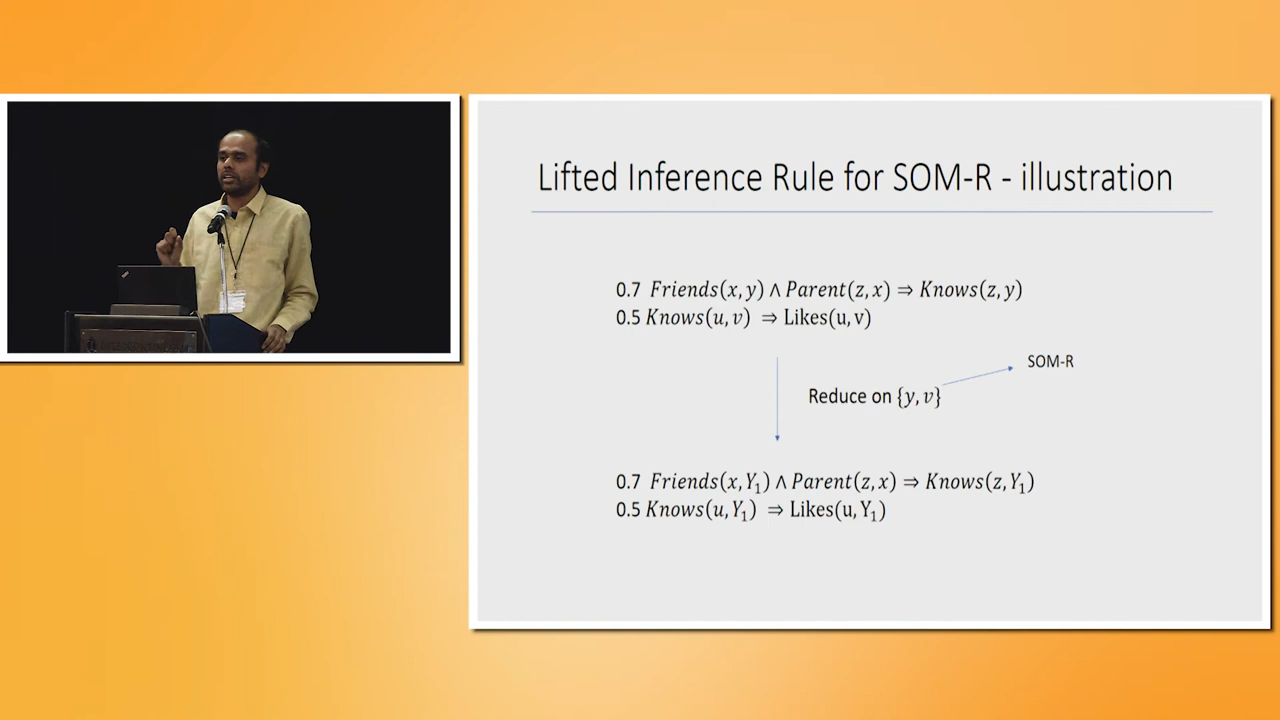 Lifted Inference Rule for SOM-R - illustration
0.7 Friends(x, y) ∧ Parent(z, x) ⇒ Knows(z, y)
0.5 Knows(u, v) ⇒ Likes(u, v)
SOM-R
Reduce on {y, v}
0.7 Friends(x, Y₁) ∧ Parent(z, x) ⇒ Knows(z, Y₁)
0.5 Knows(u, Y₁) ⇒ Likes(u, Y₁)